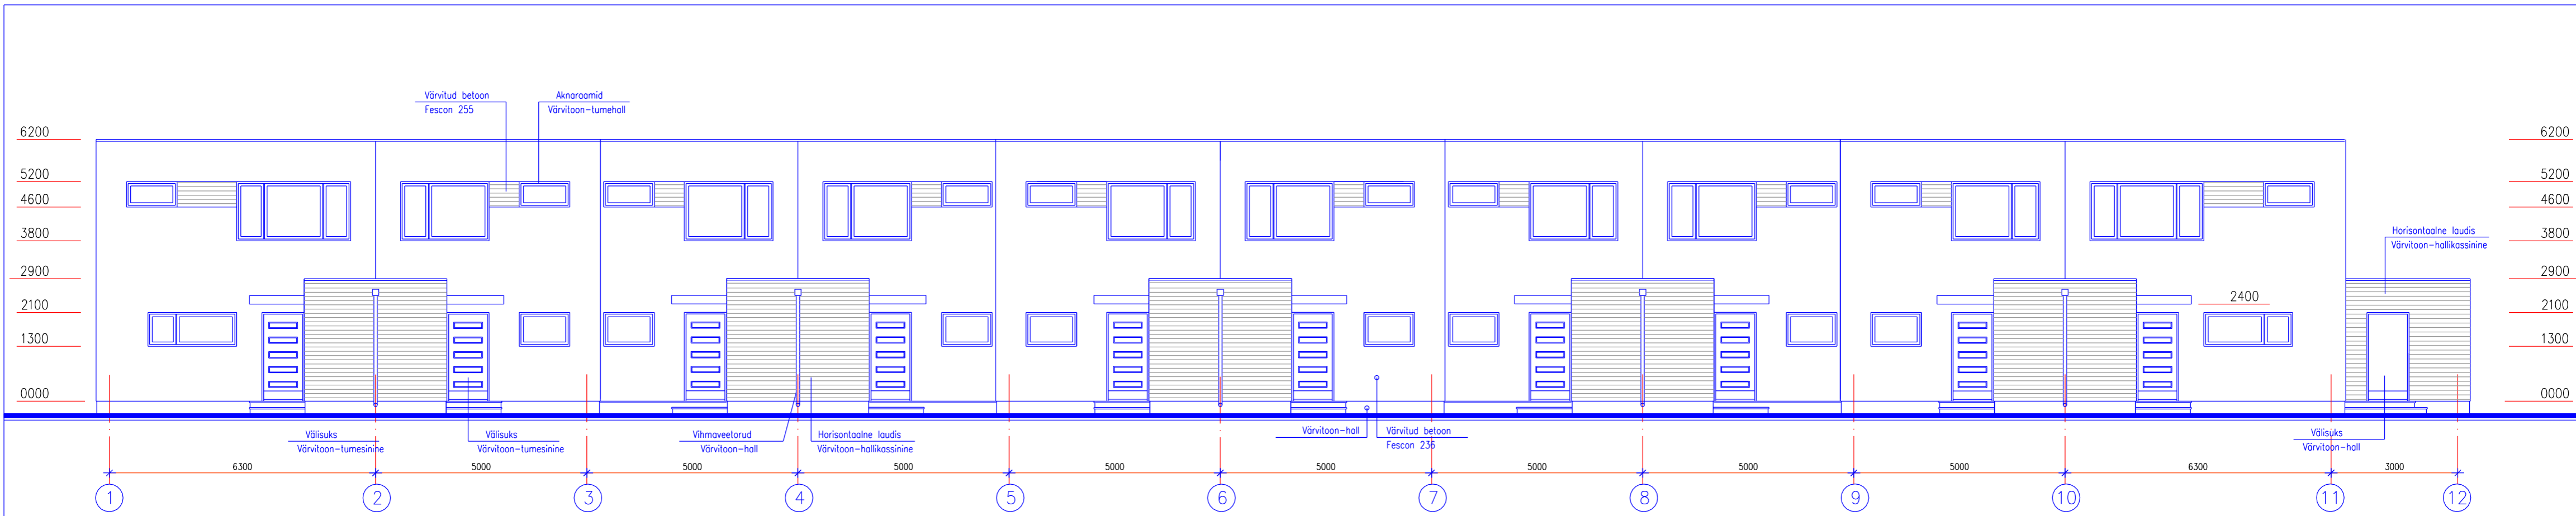 Värvitud betoon
Fescon 255
Aknaraamid
Värvitoon-tumehall
6200
6200
5200
5200
4600
4600
3800
3800
Horisontaalne laudis
Värvitoon-hallikassinine
2900
2900
2400
2100
2100
1300
1300
0000
0000
Välisuks
Värvitoon-tumesinine
Välisuks
Värvitoon-tumesinine
Vihmaveetorud
Värvitoon-hall
Horisontaalne laudis
Värvitoon-hallikassinine
Värvitoon-hall
Värvitud betoon
Fescon 236
Välisuks
Värvitoon-hall
6300 5000 5000 5000 5000 5000 5000 5000 5000 6300 3000
1 2 3 4 5 6 7 8 9 10 11 12